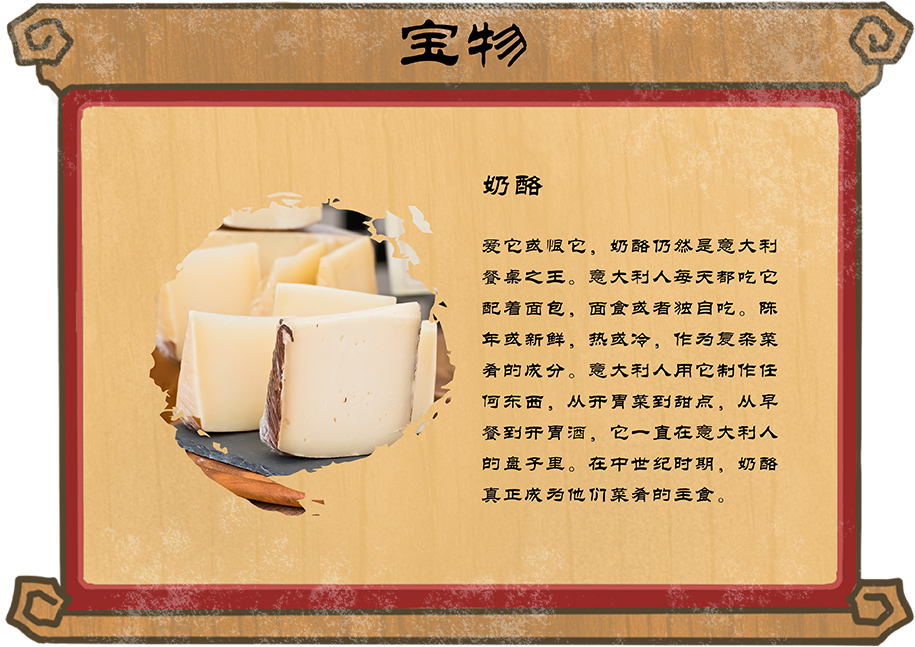 宝物
奶酪
爱它或恨它，奶酪仍然是意大利
餐桌之王。意大利人每天都吃它
配着面包，面食或者独自吃。陈
年或新鲜，热或冷，作为复杂菜
肴的成分。意大利人用它制作任
何东西，从开胃菜到甜点，从早
餐到开胃酒，它一直在意大利人
的盘子里。在中世纪时期，奶酪
真正成为他们菜肴的主食。